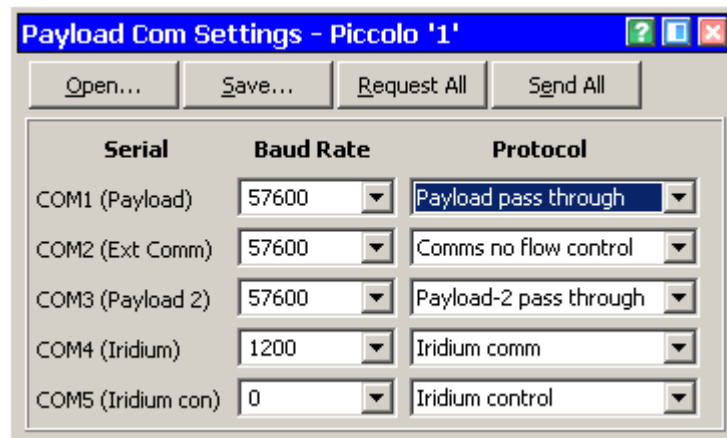 Payload Com Settings - Piccolo '1'
Open... Save... Request All Send All
Serial Baud Rate Protocol
COM1 (Payload) 57600 Payload pass through
COM2 (Ext Comm) 57600 Comms no flow control
COM3 (Payload 2) 57600 Payload-2 pass through
COM4 (Iridium) 1200 Iridium comm
COM5 (Iridium con) 0 Iridium control